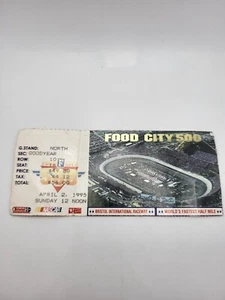 FOOD CITY 500
G.STAND: NORTH
SEC: GOODYEAR
ROW: 10
SEAT:
PRICE:
TAX:
TOTAL:
APRIL 2, 1995
SUNDAY 12 NOON
NASCAR
BRISTOL INTERNATIONAL RACEWAY
WORLD'S FASTEST HALF MILE